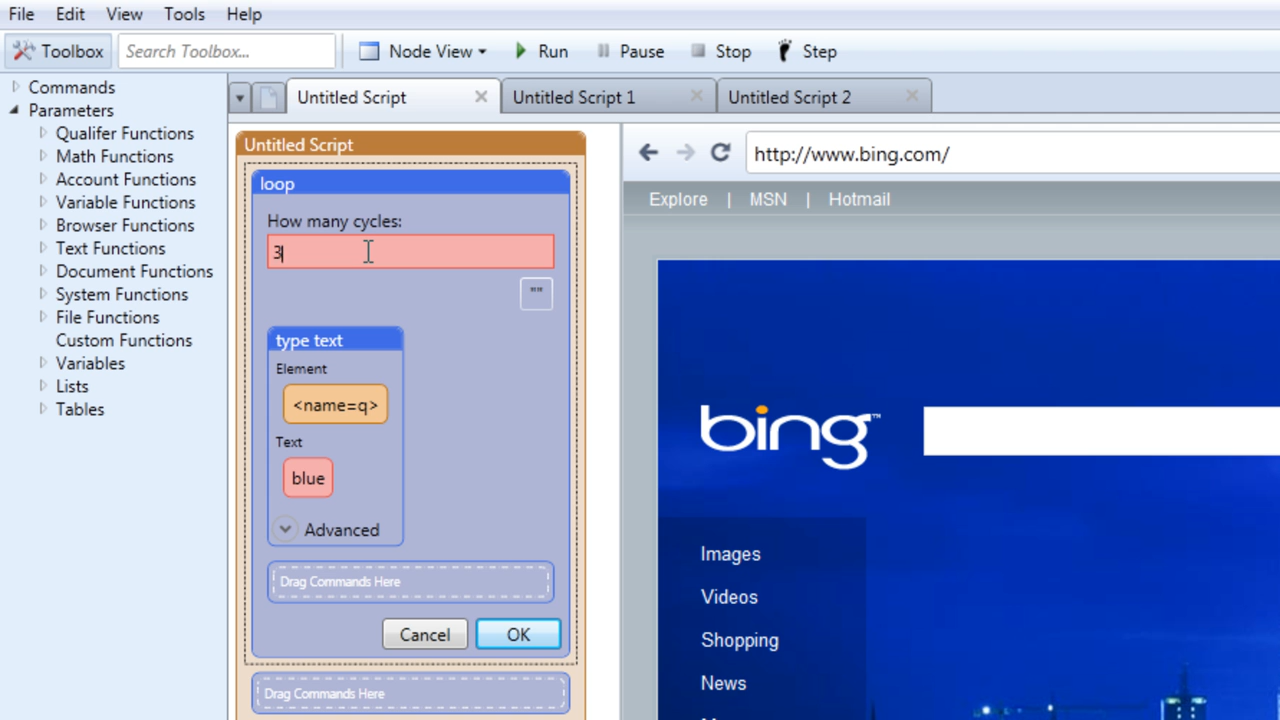 File Edit View Tools Help
Toolbox Search Toolbox... Node View Run Pause Stop Step
Commands
Parameters
Qualifer Functions
Math Functions
Account Functions
Variable Functions
Browser Functions
Text Functions
Document Functions
System Functions
File Functions
Custom Functions
Variables
Lists
Tables
Untitled Script Untitled Script 1 Untitled Script 2
Untitled Script
loop
How many cycles:
3
""
type text
Element
<name=q>
Text
blue
Advanced
Drag Commands Here
Cancel OK
Drag Commands Here
http://www.bing.com/
Explore | MSN | Hotmail
bing™
Images
Videos
Shopping
News